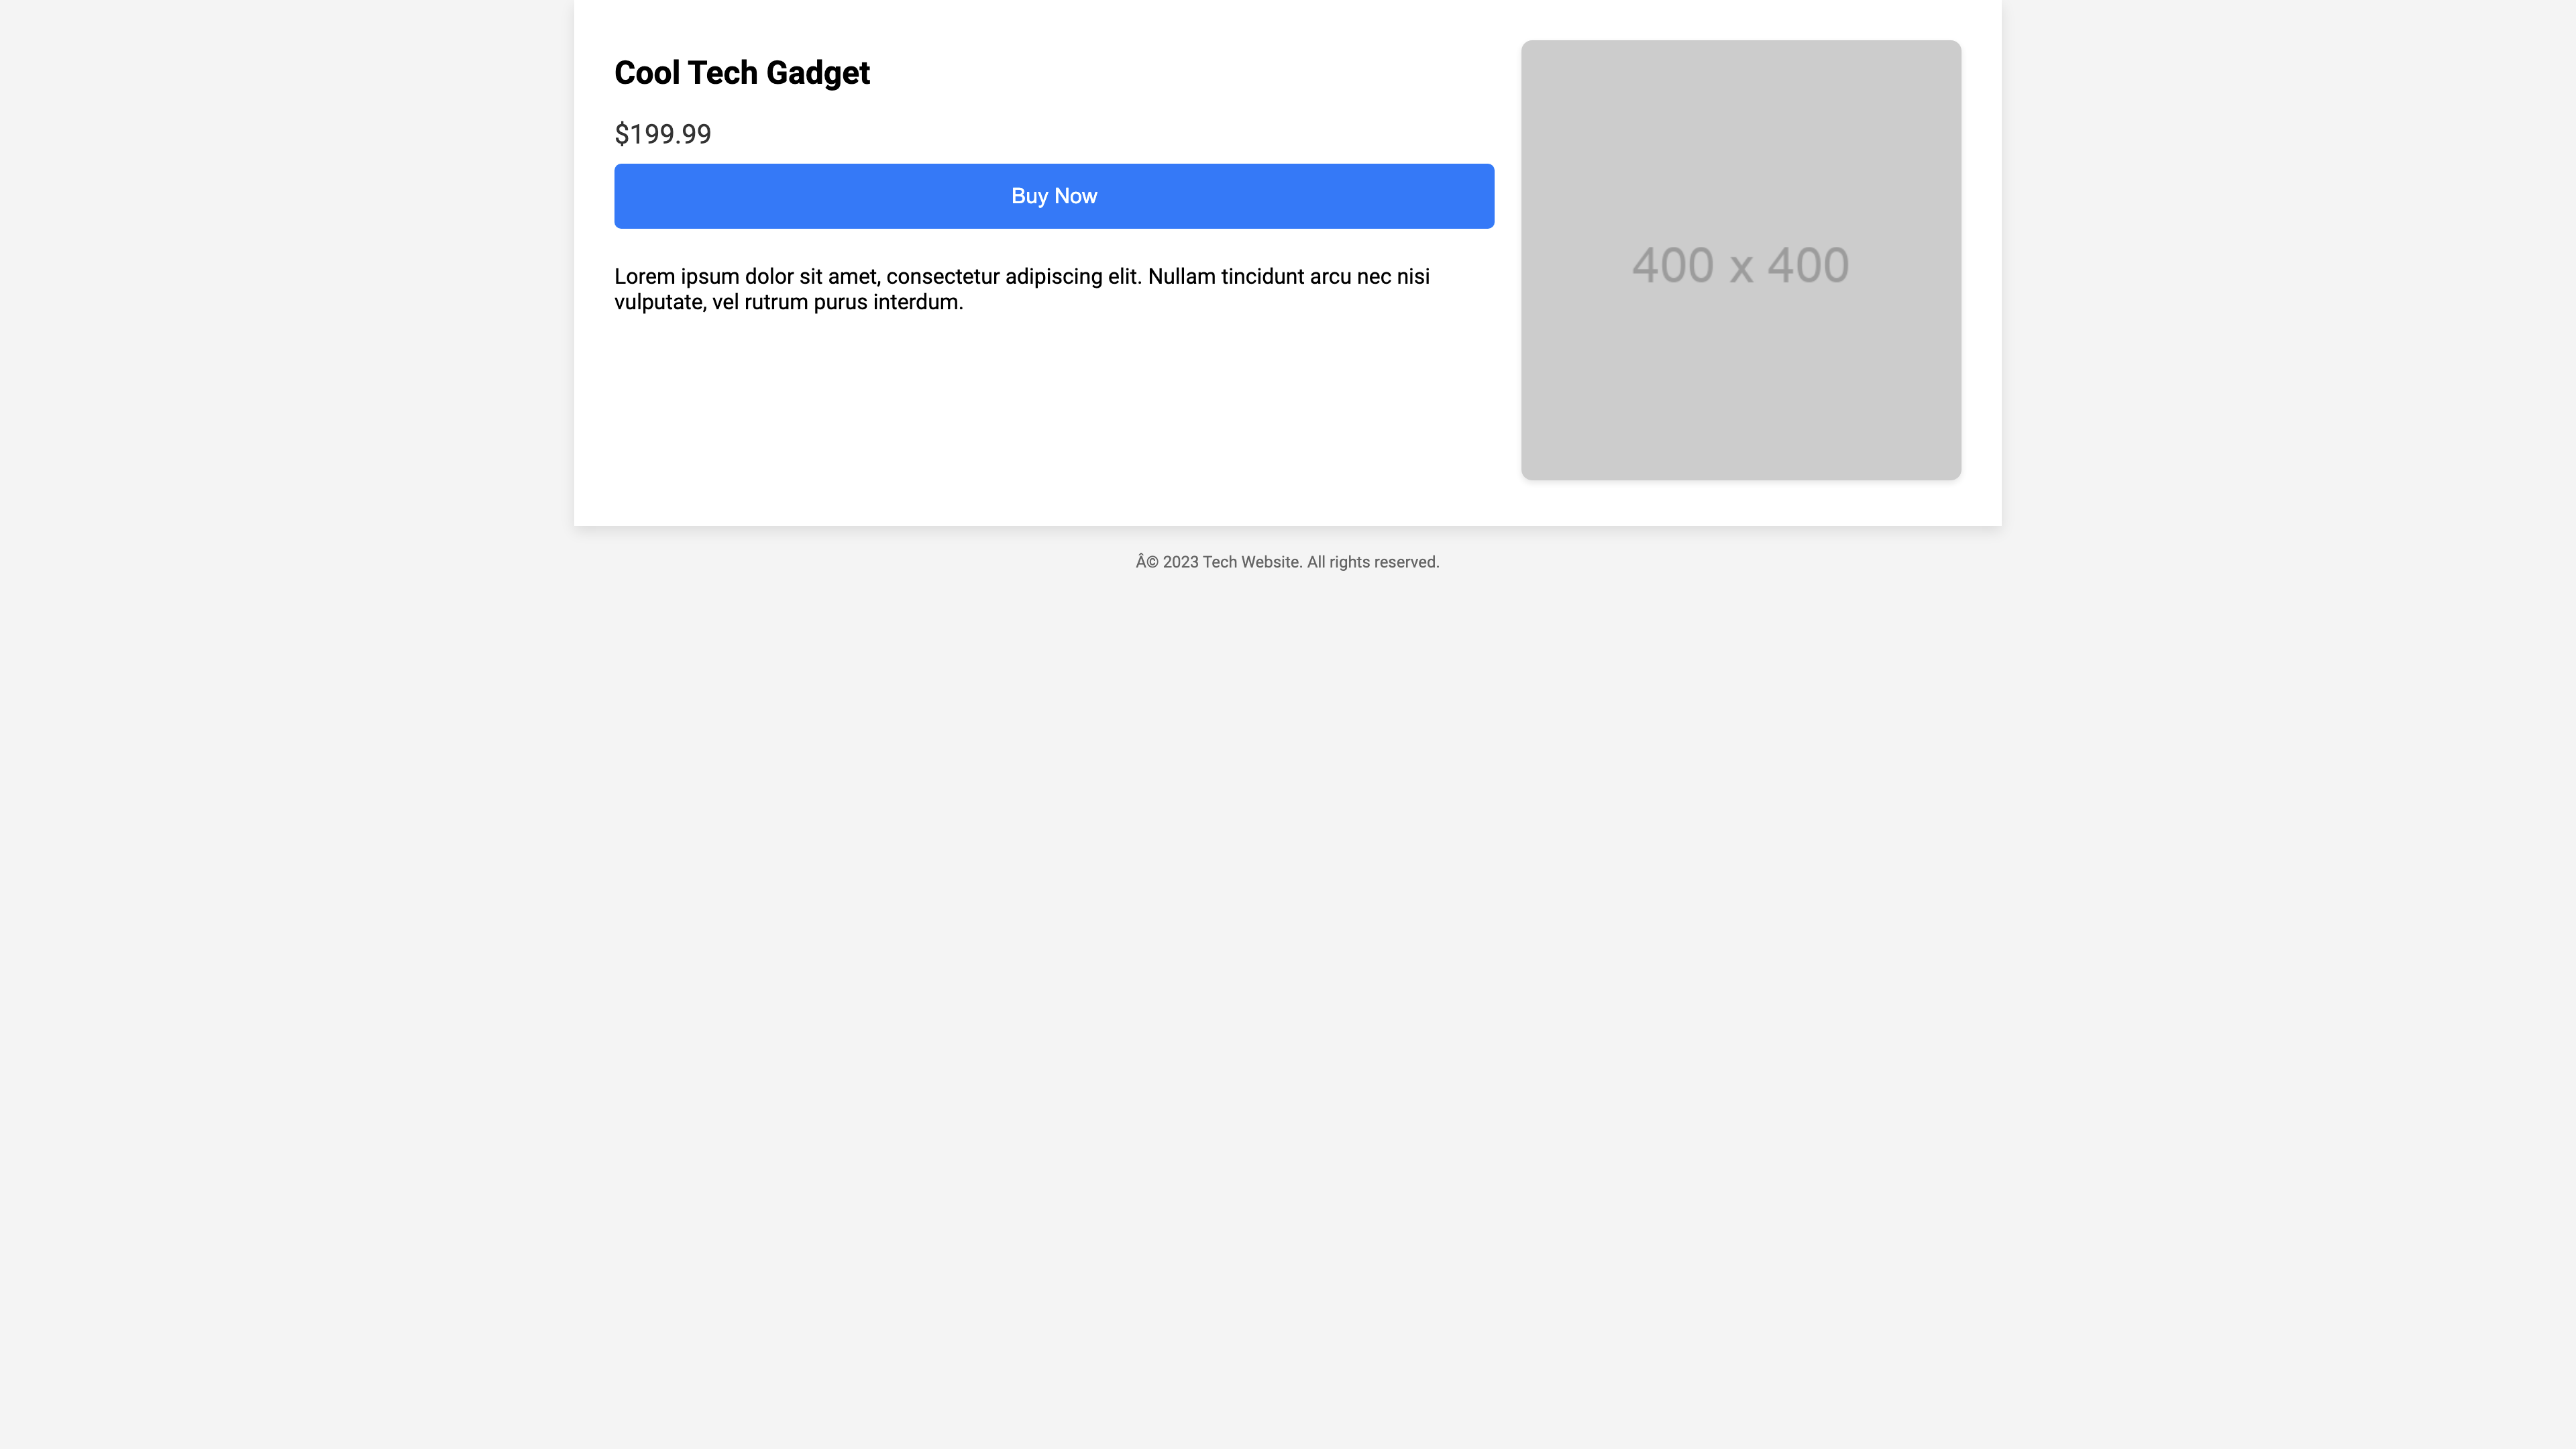 Cool Tech Gadget
$199.99
Buy Now
Lorem ipsum dolor sit amet, consectetur adipiscing elit. Nullam tincidunt arcu nec nisi
vulputate, vel rutrum purus interdum.
400 x 400
Â© 2023 Tech Website. All rights reserved.